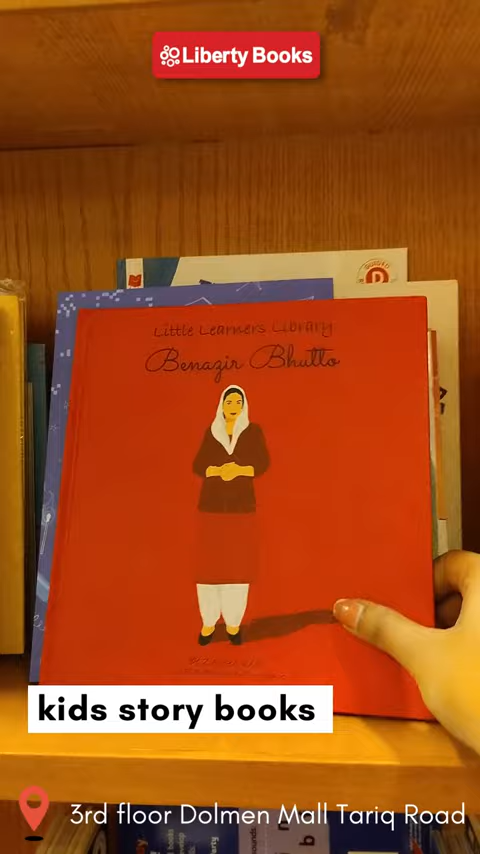 Liberty Books
Little Learners Library
Benazir Bhutto
kids story books
3rd floor Dolmen Mall Tariq Road